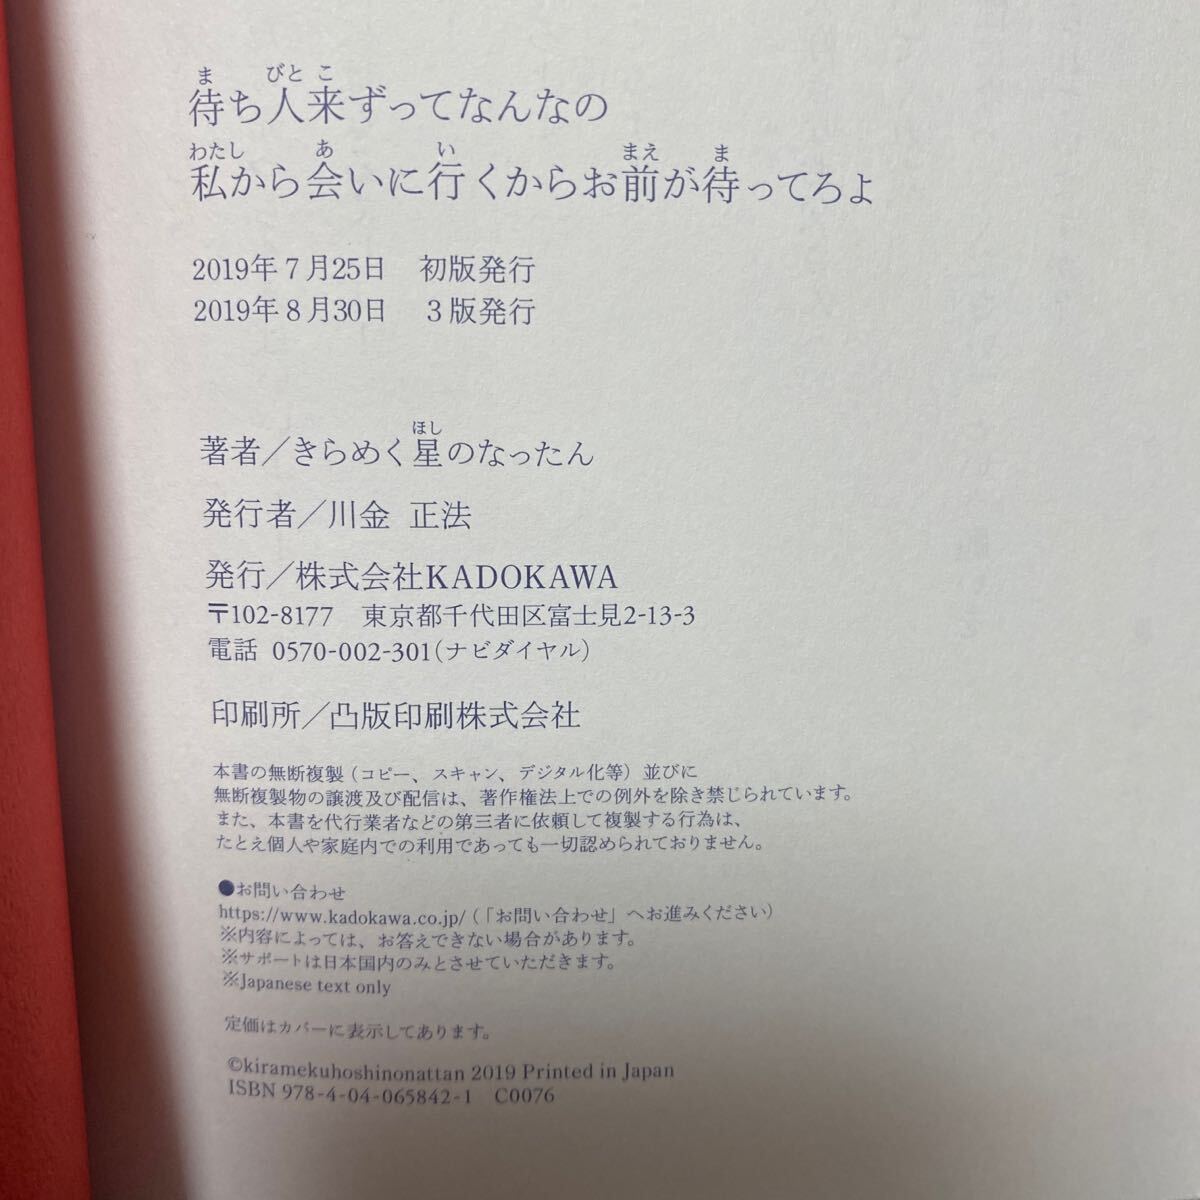 待ち人来ずってなんなの
私から会いに行くからお前が待ってろよ
2019年7月25日　初版発行
2019年8月30日　3版発行
著者／きらめく星のなったん
発行者／川金 正法
発行／株式会社KADOKAWA
〒102-8177　東京都千代田区富士見2-13-3
電話 0570-002-301（ナビダイヤル）
印刷所／凸版印刷株式会社
本書の無断複製（コピー、スキャン、デジタル化等）並びに
無断複製物の譲渡及び配信は、著作権法上での例外を除き禁じられています。
また、本書を代行業者などの第三者に依頼して複製する行為は、
たとえ個人や家庭内での利用であっても一切認められておりません。
●お問い合わせ
https://www.kadokawa.co.jp/（「お問い合わせ」へお進みください）
※内容によっては、お答えできない場合があります。
※サポートは日本国内のみとさせていただきます。
※Japanese text only
定価はカバーに表示してあります。
©kiramekuhoshinonattan 2019 Printed in Japan
ISBN 978-4-04-065842-1　C0076